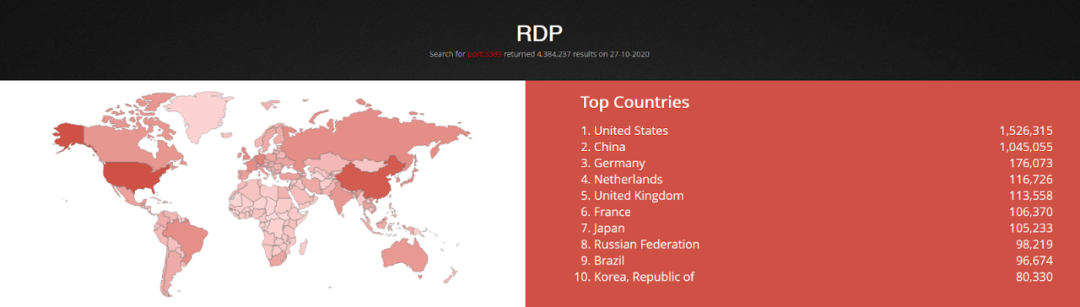 RDP
Search for port:3389 returned 4,384,237 results on 27-10-2020
Top Countries
1. United States 1,526,315
2. China 1,045,055
3. Germany 176,073
4. Netherlands 116,726
5. United Kingdom 113,558
6. France 106,370
7. Japan 105,233
8. Russian Federation 98,219
9. Brazil 96,674
10. Korea, Republic of 80,330